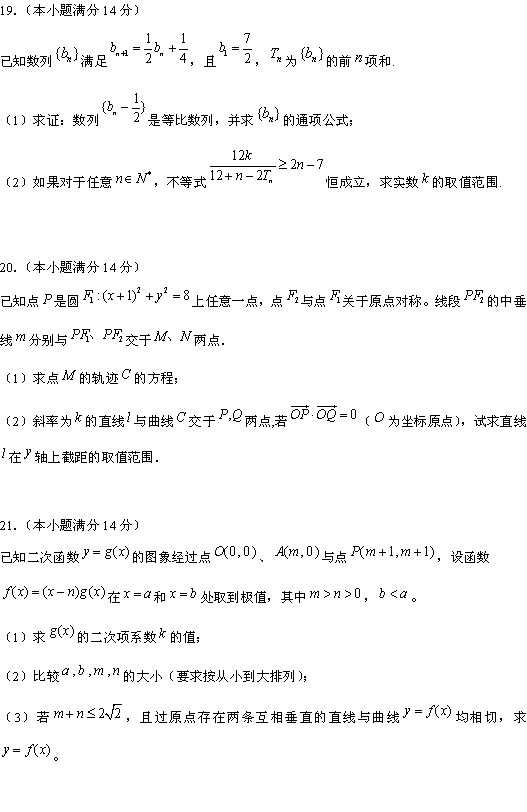 19.（本小题满分14分）
已知数列{bₙ}满足bₙ₊₁=1/2bₙ+1/4，且b₁=7/2，Tₙ为{bₙ}的前n项和.
（1）求证：数列{bₙ-1/2}是等比数列，并求{bₙ}的通项公式；
（2）如果对于任意n∈N*，不等式12k/(12+n-2Tₙ)≥2n-7恒成立，求实数k的取值范围.
20.（本小题满分14分）
已知点P是圆F₁:(x+1)²+y²=8上任意一点，点F₂与点F₁关于原点对称。线段PF₂的中垂
线m分别与PF₁、PF₂交于M、N两点.
（1）求点M的轨迹C的方程；
（2）斜率为k的直线l与曲线C交于P,Q两点,若OP→·OQ→=0（O为坐标原点），试求直线
l在y轴上截距的取值范围.
21.（本小题满分14分）
已知二次函数y=g(x)的图象经过点O(0,0)、A(m,0)与点P(m+1,m+1)，设函数
f(x)=(x-n)g(x)在x=a和x=b处取到极值，其中m>n>0，b<a。
（1）求g(x)的二次项系数k的值；
（2）比较a,b,m,n的大小（要求按从小到大排列）；
（3）若m+n≤2√2，且过原点存在两条互相垂直的直线与曲线y=f(x)均相切，求
y=f(x)。